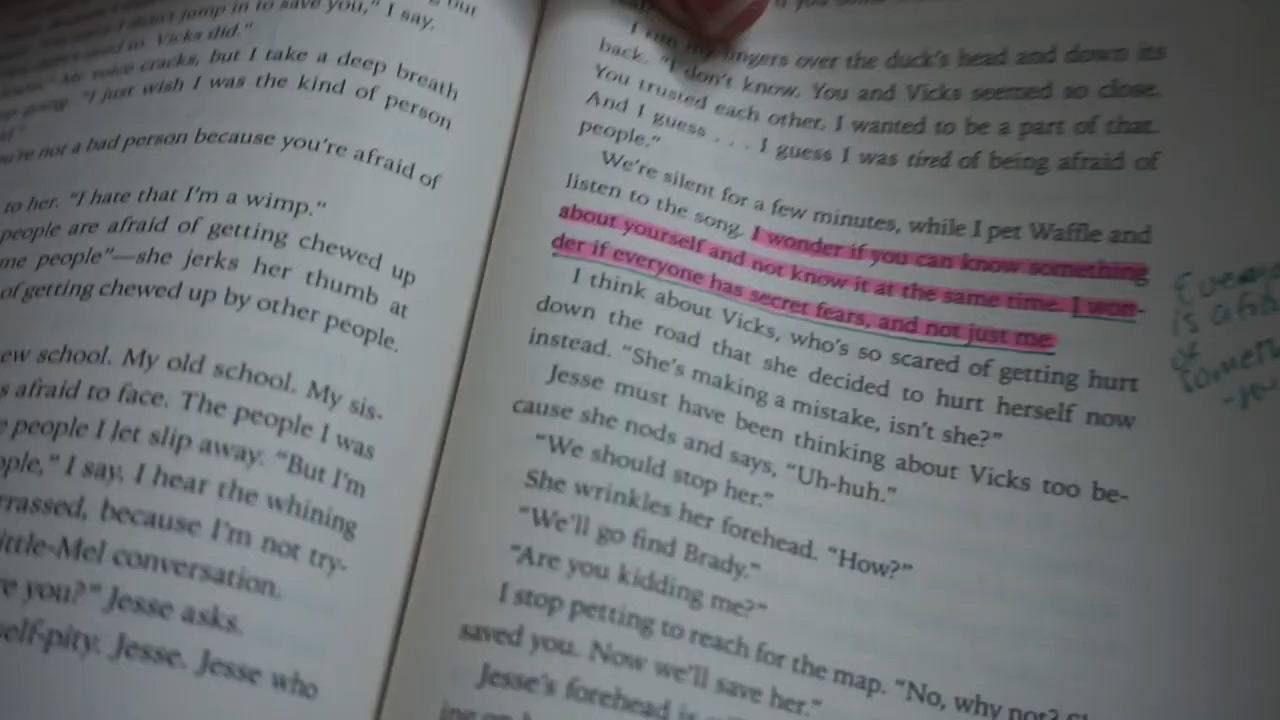 didn't jump in to save you," I say.
Vicks did."
My voice cracks, but I take a deep breath
going. "I just wish I was the kind of person
not a bad person because you're afraid of
to her. "I hate that I'm a wimp."
people are afraid of getting chewed up
me people"—she jerks her thumb at
of getting chewed up by other people.
ew school. My old school. My sis-
s afraid to face. The people I was
e people I let slip away. "But I'm
ople," I say. I hear the whining
rrassed, because I'm not try-
ittle-Mel conversation.
re you?" Jesse asks.
self-pity. Jesse. Jesse who
I run my fingers over the duck's head and down its
back. "I don't know. You and Vicks seemed so close.
You trusted each other. I wanted to be a part of that.
And I guess . . . I guess I was tired of being afraid of
people."
We're silent for a few minutes, while I pet Waffle and
listen to the song. I wonder if you can know something
about yourself and not know it at the same time. I won-
der if everyone has secret fears, and not just me.
I think about Vicks, who's so scared of getting hurt
down the road that she decided to hurt herself now
instead. "She's making a mistake, isn't she?"
Jesse must have been thinking about Vicks too be-
cause she nods and says, "Uh-huh."
"We should stop her."
She wrinkles her forehead. "How?"
"We'll go find Brady."
"Are you kidding me?"
I stop petting to reach for the map. "No, why not?
saved you. Now we'll save her."
Jesse's forehead is
is
of